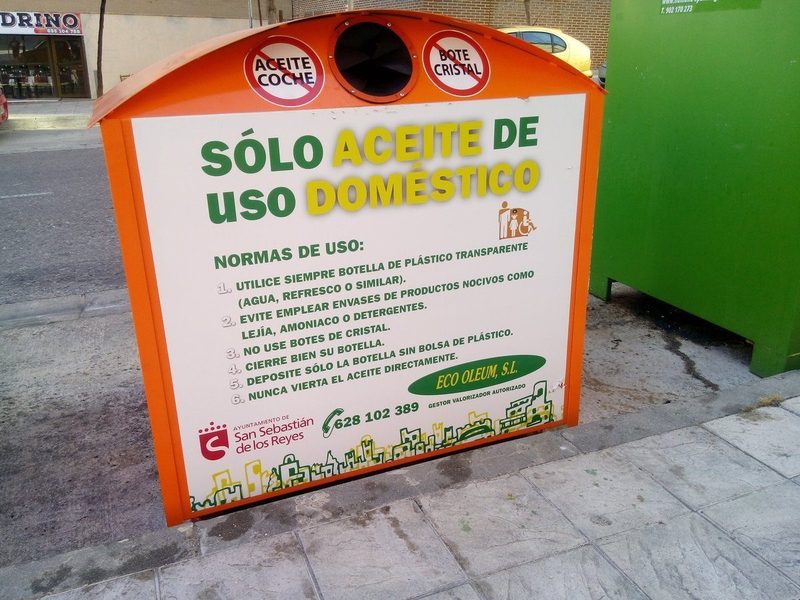 DRINO
ACEITE
COCHE
BOTE
CRISTAL
T. 902 170 273
SÓLO ACEITE DE
USO DOMÉSTICO
NORMAS DE USO:
1. UTILICE SIEMPRE BOTELLA DE PLÁSTICO TRANSPARENTE
(AGUA, REFRESCO O SIMILAR).
2. EVITE EMPLEAR ENVASES DE PRODUCTOS NOCIVOS COMO
LEJÍA, AMONIACO O DETERGENTES.
3. NO USE BOTES DE CRISTAL.
4. CIERRE BIEN SU BOTELLA.
5. DEPOSITE SÓLO LA BOTELLA SIN BOLSA DE PLÁSTICO.
6. NUNCA VIERTA EL ACEITE DIRECTAMENTE.
ECO OLEUM, S.L.
GESTOR VALORIZADOR AUTORIZADO
628 102 389
AYUNTAMIENTO DE
San Sebastián
de los Reyes